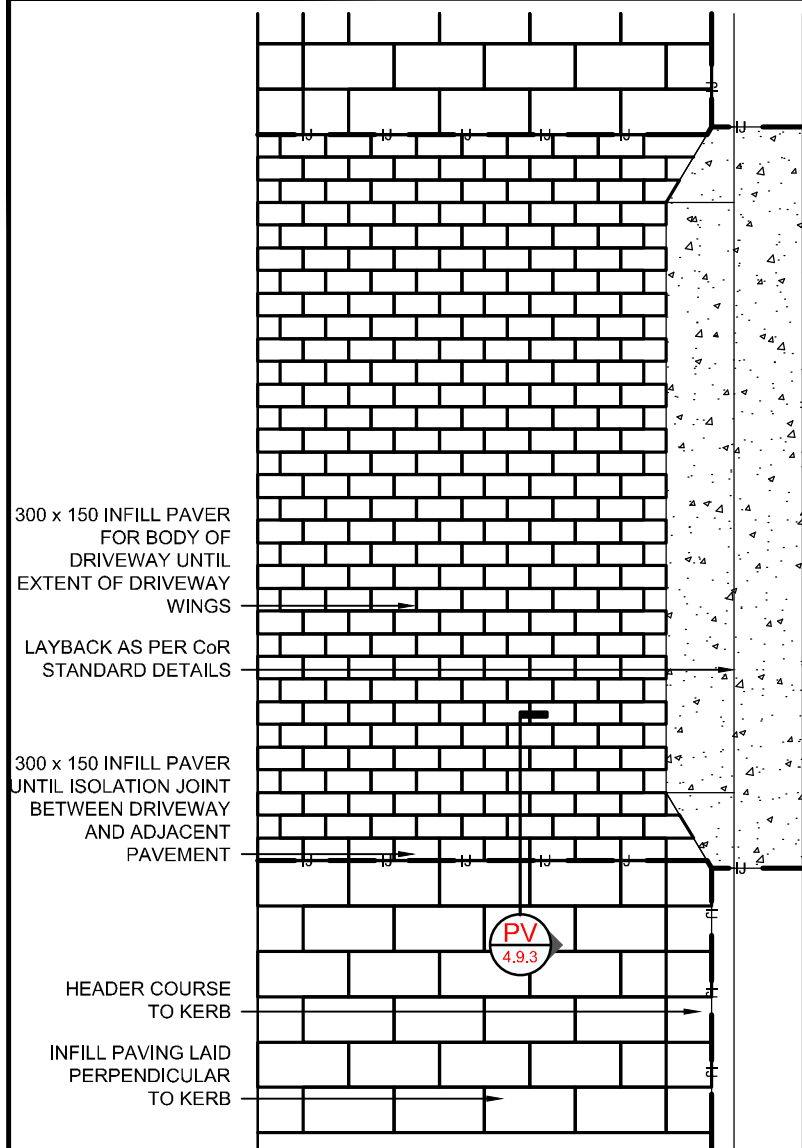 IJ
IJ IJ IJ IJ IJ IJ
300 x 150 INFILL PAVER
FOR BODY OF
DRIVEWAY UNTIL
EXTENT OF DRIVEWAY
WINGS
LAYBACK AS PER CoR
STANDARD DETAILS
300 x 150 INFILL PAVER
UNTIL ISOLATION JOINT
BETWEEN DRIVEWAY
AND ADJACENT
PAVEMENT
IJ IJ IJ IJ IJ IJ
IJ
PV
4.9.3
IJ
HEADER COURSE
TO KERB
INFILL PAVING LAID
PERPENDICULAR
TO KERB
IJ